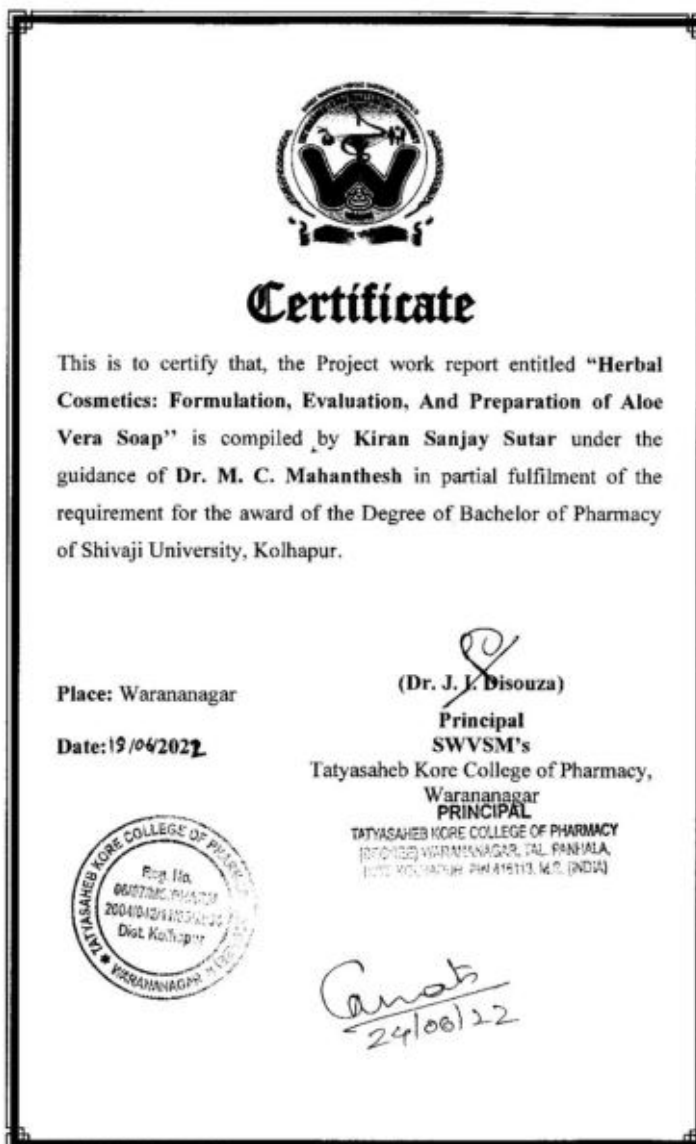 Certificate
This is to certify that, the Project work report entitled “Herbal
Cosmetics: Formulation, Evaluation, And Preparation of Aloe
Vera Soap’’ is compiled by Kiran Sanjay Sutar under the
guidance of Dr. M. C. Mahanthesh in partial fulfilment of the
requirement for the award of the Degree of Bachelor of Pharmacy
of Shivaji University, Kolhapur.
Place: Warananagar
Date: 19/06/2022
(Dr. J. I. Disouza)
Principal
SWVSM's
Tatyasaheb Kore College of Pharmacy,
Warananagar
PRINCIPAL
TATYASAHEB KORE COLLEGE OF PHARMACY
WARANANAGAR, TAL. PANHALA,
M.S. (INDIA)
TATYASAHEB KORE COLLEGE OF
Reg. No.
Dist. Kolhapur
WARANANAGAR
24/06/22